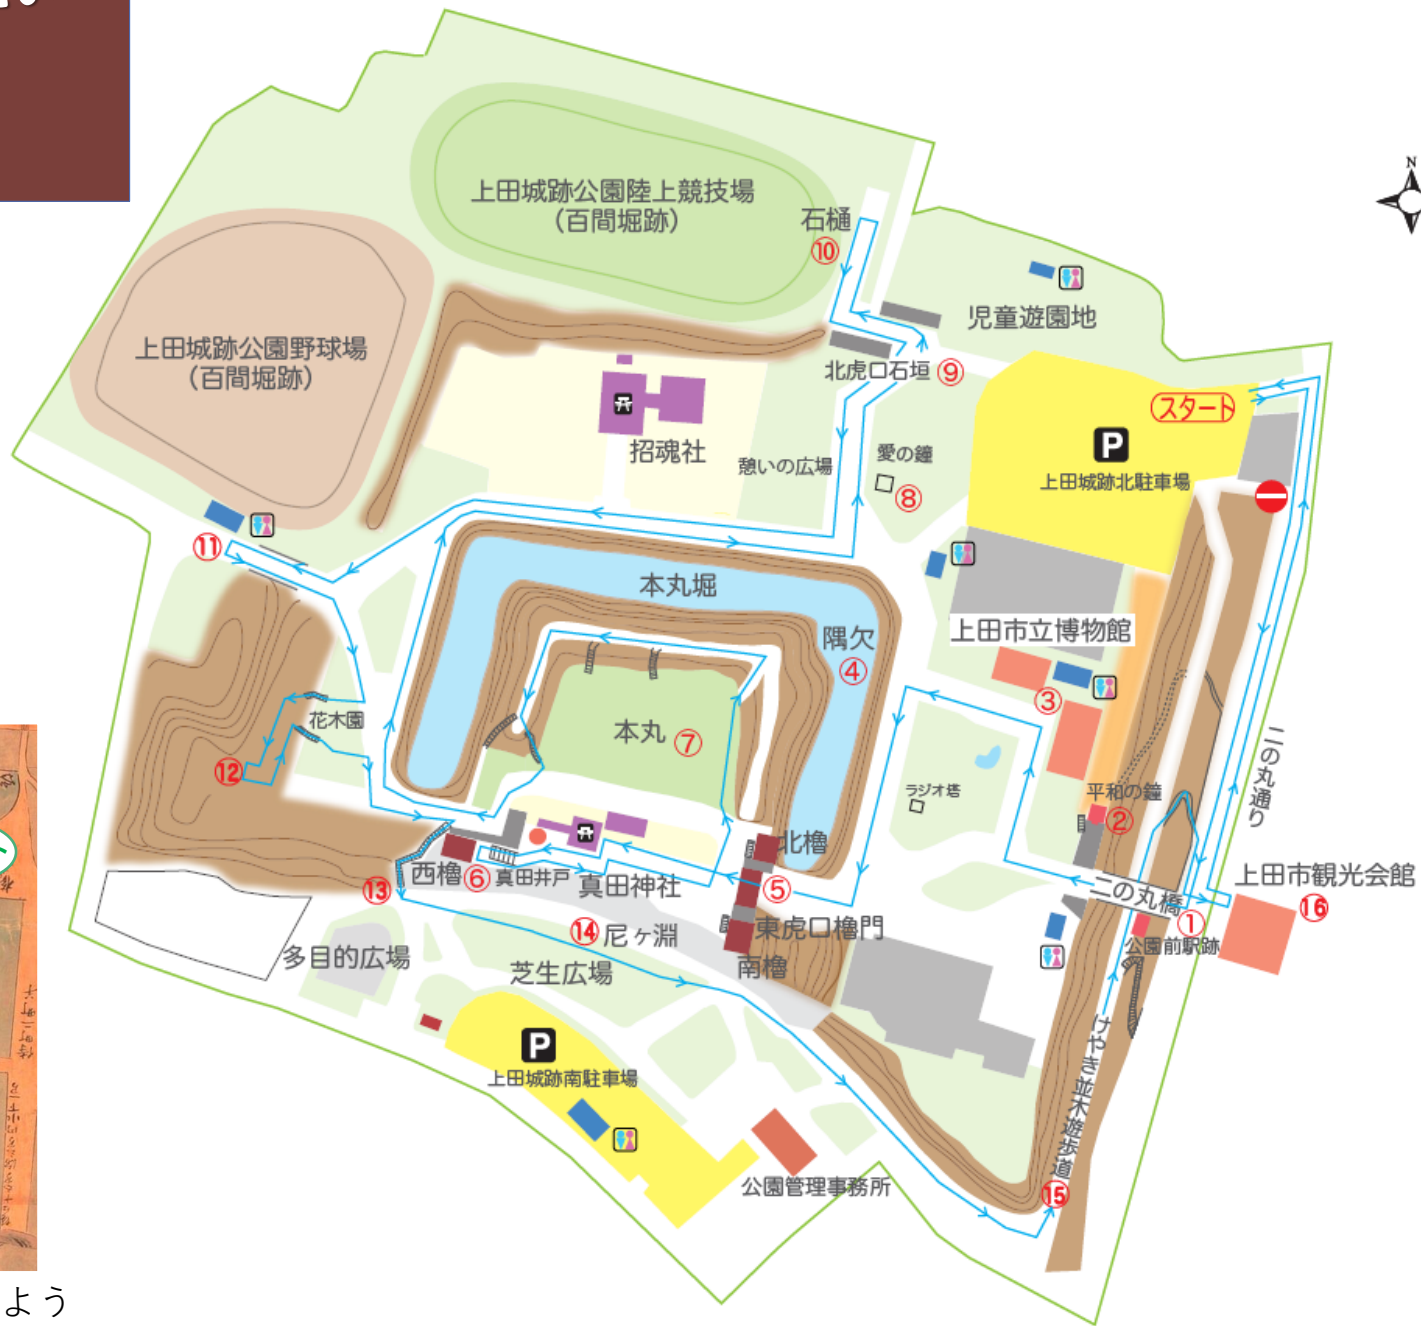 N
上田城跡公園陸上競技場
（百間堀跡）
石樋
⑩
児童遊園地
上田城跡公園野球場
（百間堀跡）
北虎口石垣 ⑨
スタート
P
上田城跡北駐車場
招魂社
憩いの広場
愛の鐘
⑧
⑪
本丸堀
隅欠
④
上田市立博物館
③
本丸 ⑦
花木園
⑫
ラジオ塔
平和の鐘
②
二の丸通り
北櫓
西櫓 ⑥ 真田井戸
真田神社
⑤
⑬
二の丸橋
①
上田市観光会館
⑯
東虎口櫓門
南櫓
公園前駅跡
⑭ 尼ヶ淵
多目的広場
芝生広場
P
上田城跡南駐車場
けやき並木遊歩道
⑮
公園管理事務所
よう